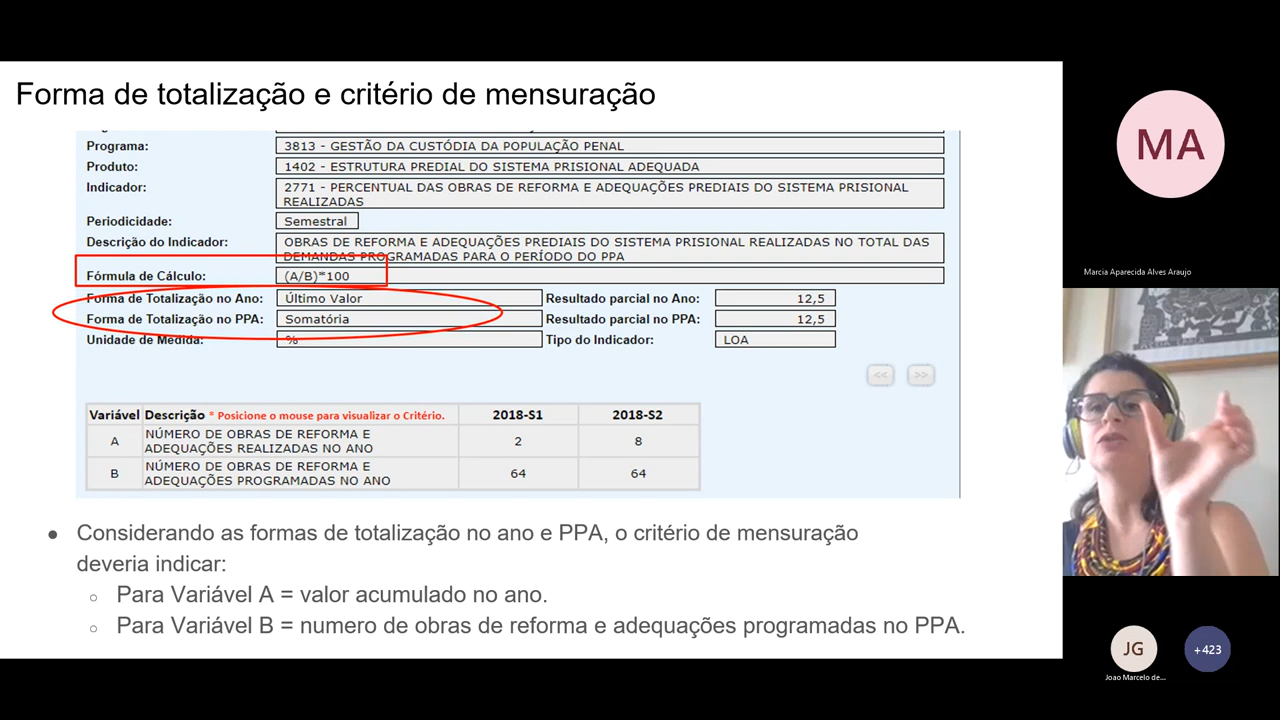 Forma de totalização e critério de mensuração
Programa: 3813 - GESTÃO DA CUSTÓDIA DA POPULAÇÃO PENAL
Produto: 1402 - ESTRUTURA PREDIAL DO SISTEMA PRISIONAL ADEQUADA
Indicador: 2771 - PERCENTUAL DAS OBRAS DE REFORMA E ADEQUAÇÕES PREDIAIS DO SISTEMA PRISIONAL
REALIZADAS
Periodicidade: Semestral
Descrição do Indicador: OBRAS DE REFORMA E ADEQUAÇÕES PREDIAIS DO SISTEMA PRISIONAL REALIZADAS NO TOTAL DAS
DEMANDAS PROGRAMADAS PARA O PERÍODO DO PPA
Fórmula de Cálculo: (A/B)*100
Forma de Totalização no Ano: Último Valor Resultado parcial no Ano: 12,5
Forma de Totalização no PPA: Somatória Resultado parcial no PPA: 12,5
Unidade de Medida: % Tipo do Indicador: LOA
<< >>
Variável Descrição * Posicione o mouse para visualizar o Critério. 2018-S1 2018-S2
A NÚMERO DE OBRAS DE REFORMA E ADEQUAÇÕES REALIZADAS NO ANO 2 8
B NÚMERO DE OBRAS DE REFORMA E ADEQUAÇÕES PROGRAMADAS NO ANO 64 64
● Considerando as formas de totalização no ano e PPA, o critério de mensuração
deveria indicar:
○ Para Variável A = valor acumulado no ano.
○ Para Variável B = numero de obras de reforma e adequações programadas no PPA.
MA
Marcia Aparecida Alves Araujo
JG
+423
Joao Marcelo de...